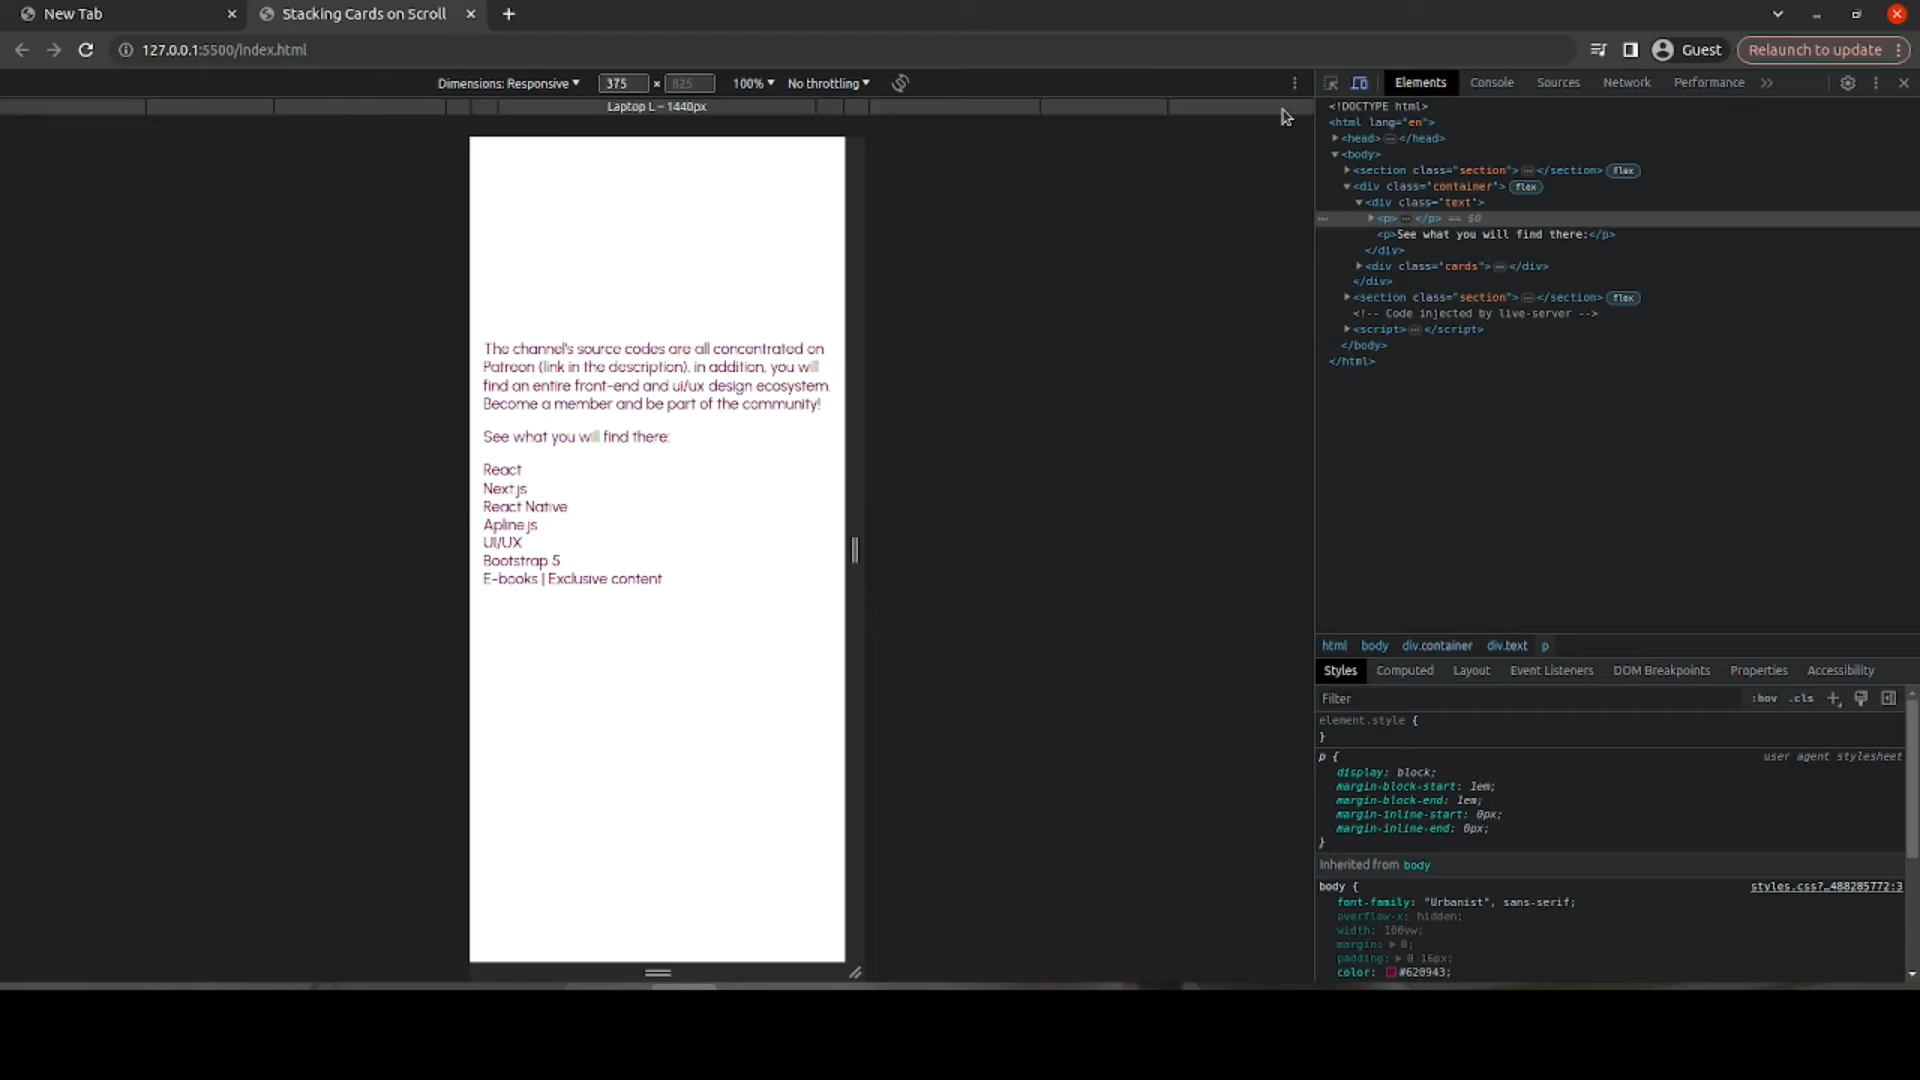 New Tab
Stacking Cards on Scroll
127.0.0.1:5500/index.html
Guest
Relaunch to update
Dimensions: Responsive
375
×
825
100%
No throttling
Elements
Console
Sources
Network
Performance
Laptop L – 1440px
<!DOCTYPE html>
<html lang="en">
<head> … </head>
<body>
<section class="section"> … </section> flex
<div class="container"> flex
<div class="text">
… <p> … </p> == $0
<p>See what you will find there:</p>
</div>
<div class="cards"> … </div>
</div>
<section class="section"> … </section> flex
<!-- Code injected by live-server -->
<script> … </script>
</body>
</html>
The channel's source codes are all concentrated on
Patreon (link in the description), in addition, you will
find an entire front-end and ui/ux design ecosystem.
Become a member and be part of the community!
See what you will find there:
React
Next.js
React Native
Apline.js
UI/UX
Bootstrap 5
E-books | Exclusive content
html body div.container div.text p
Styles
Computed
Layout
Event Listeners
DOM Breakpoints
Properties
Accessibility
Filter
:hov .cls
element.style {
}
p { user agent stylesheet
display: block;
margin-block-start: 1em;
margin-block-end: 1em;
margin-inline-start: 0px;
margin-inline-end: 0px;
}
Inherited from body
body { styles.css?…488285772:3
font-family: "Urbanist", sans-serif;
overflow-x: hidden;
width: 100vw;
margin: 0;
padding: 0 16px;
color: #620943;